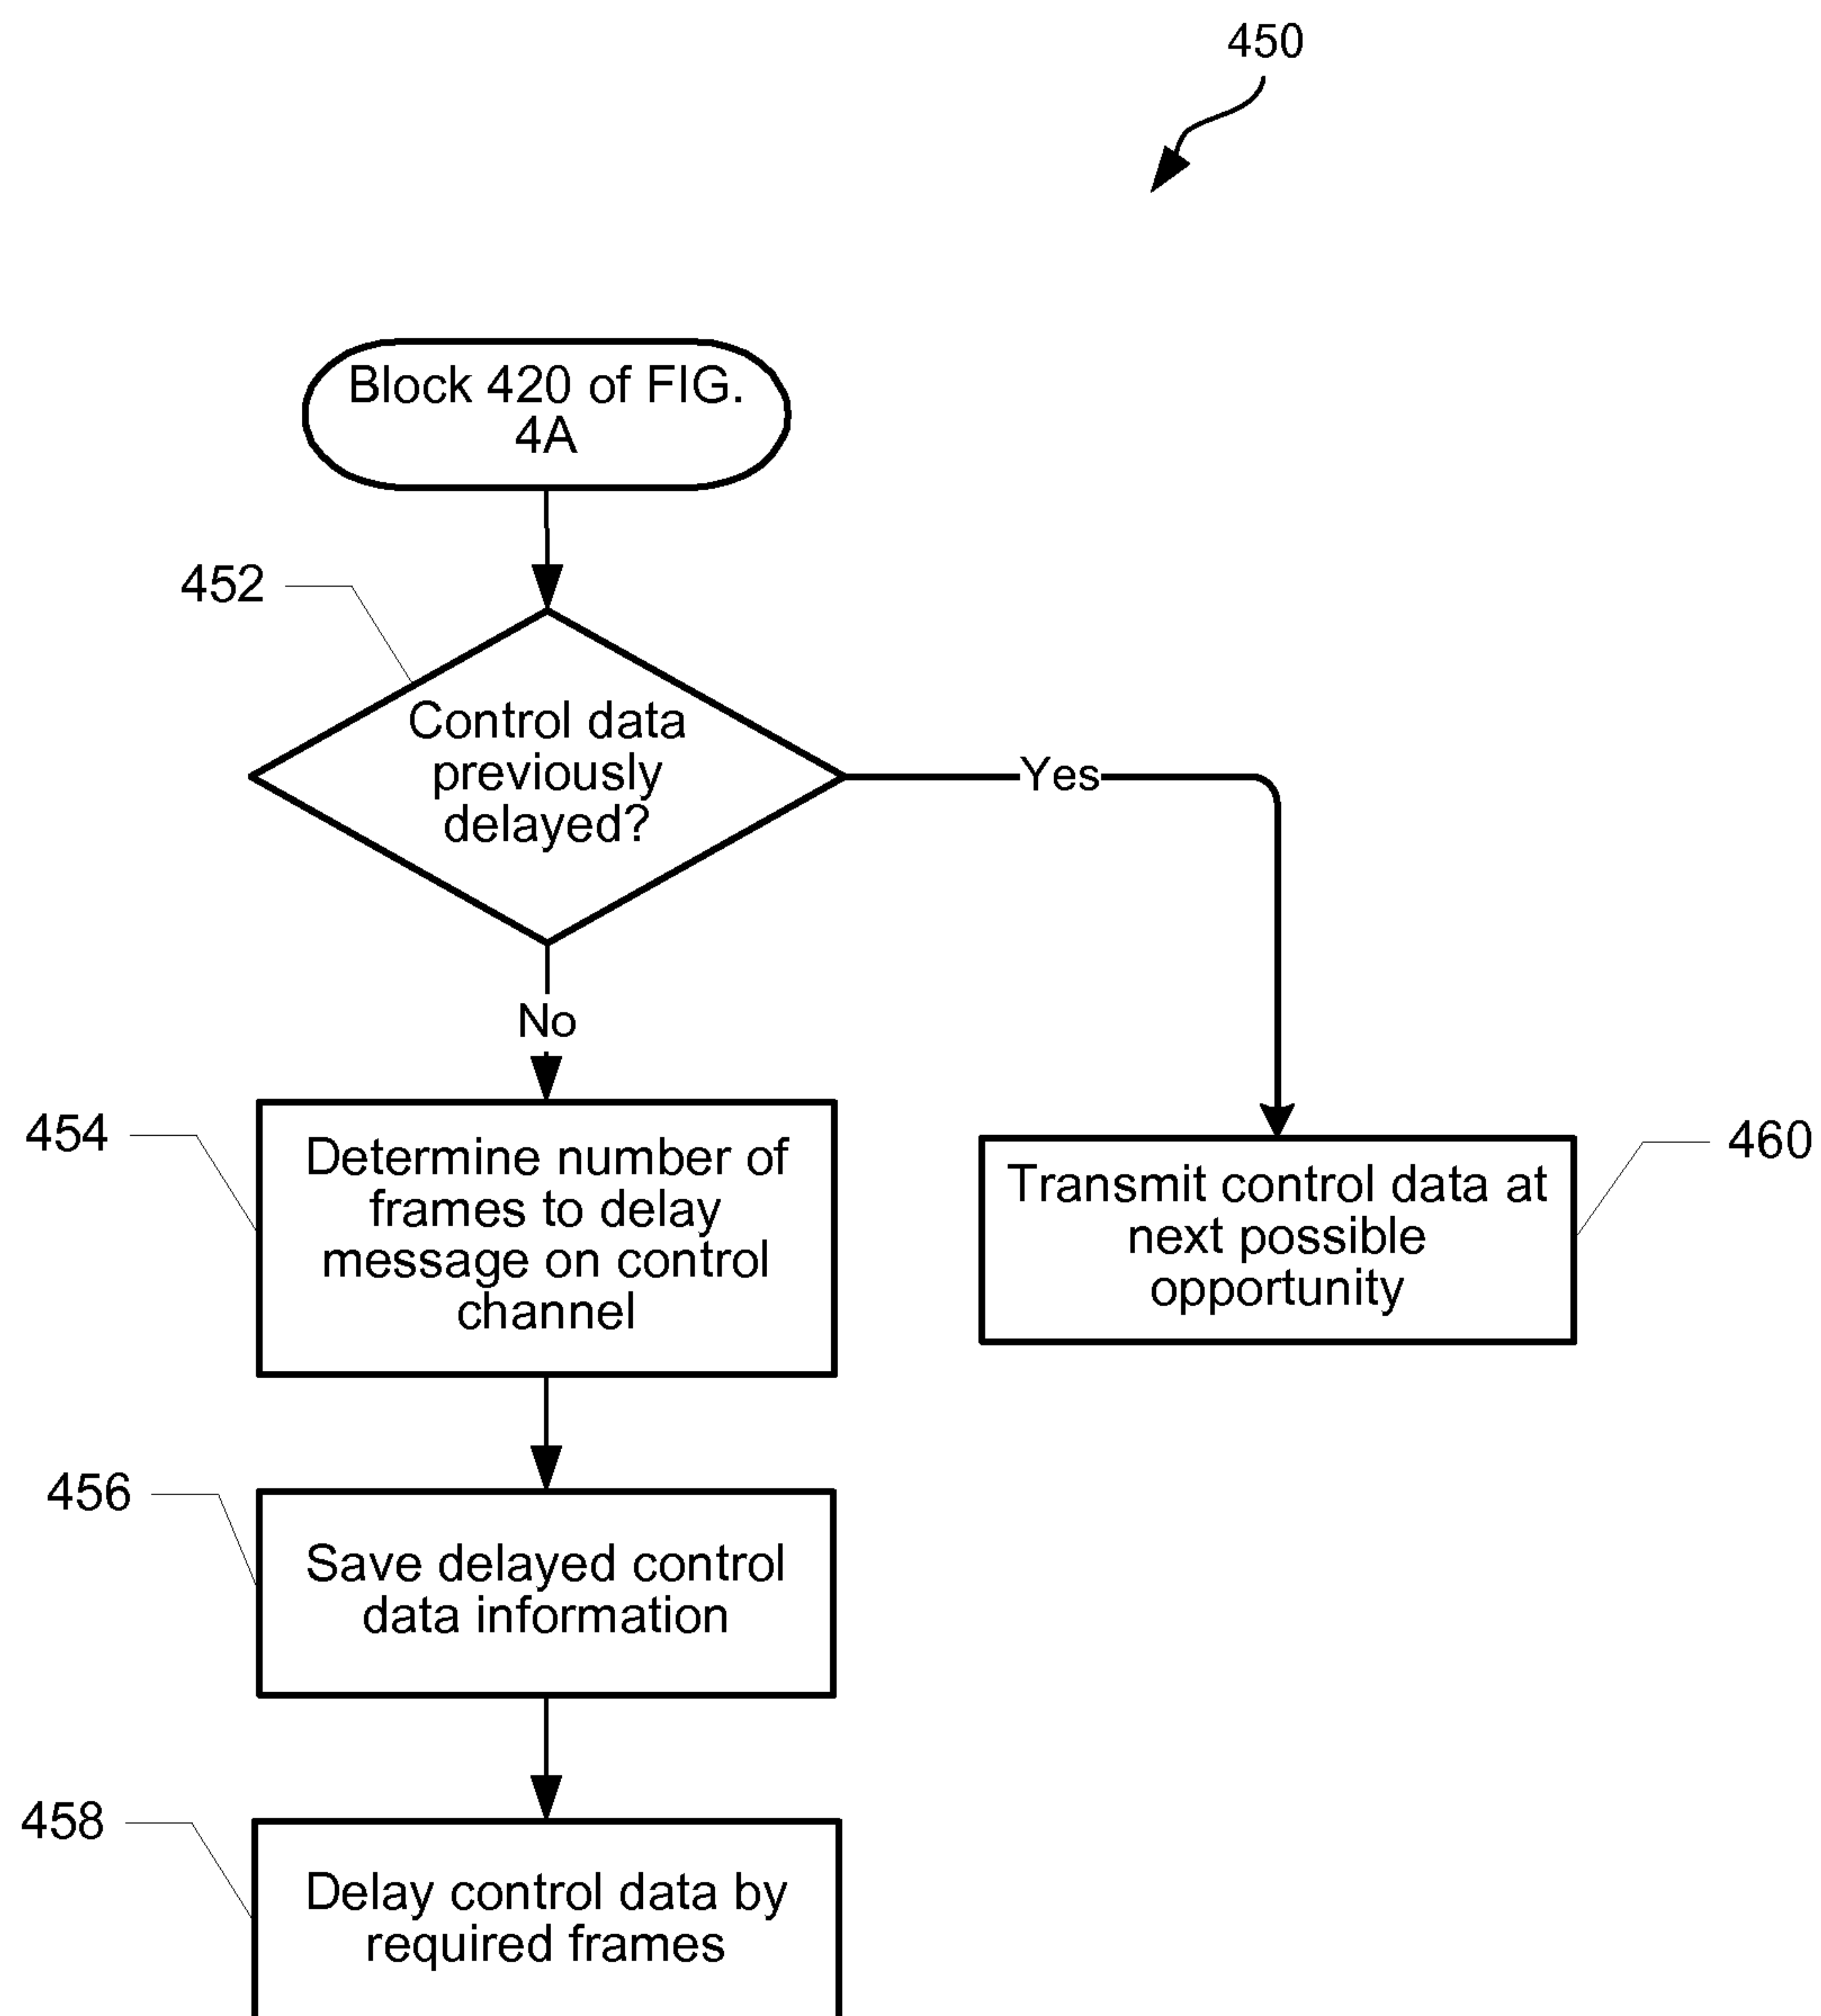 450
Block 420 of FIG.
4A
452
Control data
previously
delayed?
Yes
No
454
Determine number of
frames to delay
message on control
channel
460
Transmit control data at
next possible
opportunity
456
Save delayed control
data information
458
Delay control data by
required frames